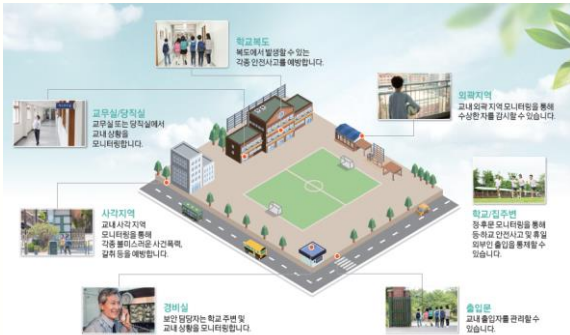 학교복도
복도에서 발생할 수 있는
각종 안전사고를 예방합니다.
교무실/당직실
교무실 또는 당직실에서
교내 상황을
모니터링합니다.
외곽지역
교내 외곽 지역 모니터링을 통해
수상한 자를 감시할 수 있습니다.
사각지역
교내 사각 지역
모니터링을 통해
각종 불미스러운 사건폭력,
갈취 등을 예방합니다.
학교/집주변
정·후문 모니터링을 통해
등·하교 안전사고 및 휴일
외부인 출입을 통제할 수
있습니다.
경비실
보안 담당자는 학교 주변 및
교내 상황을 모니터링합니다.
출입문
교내 출입자를 관리할 수
있습니다.